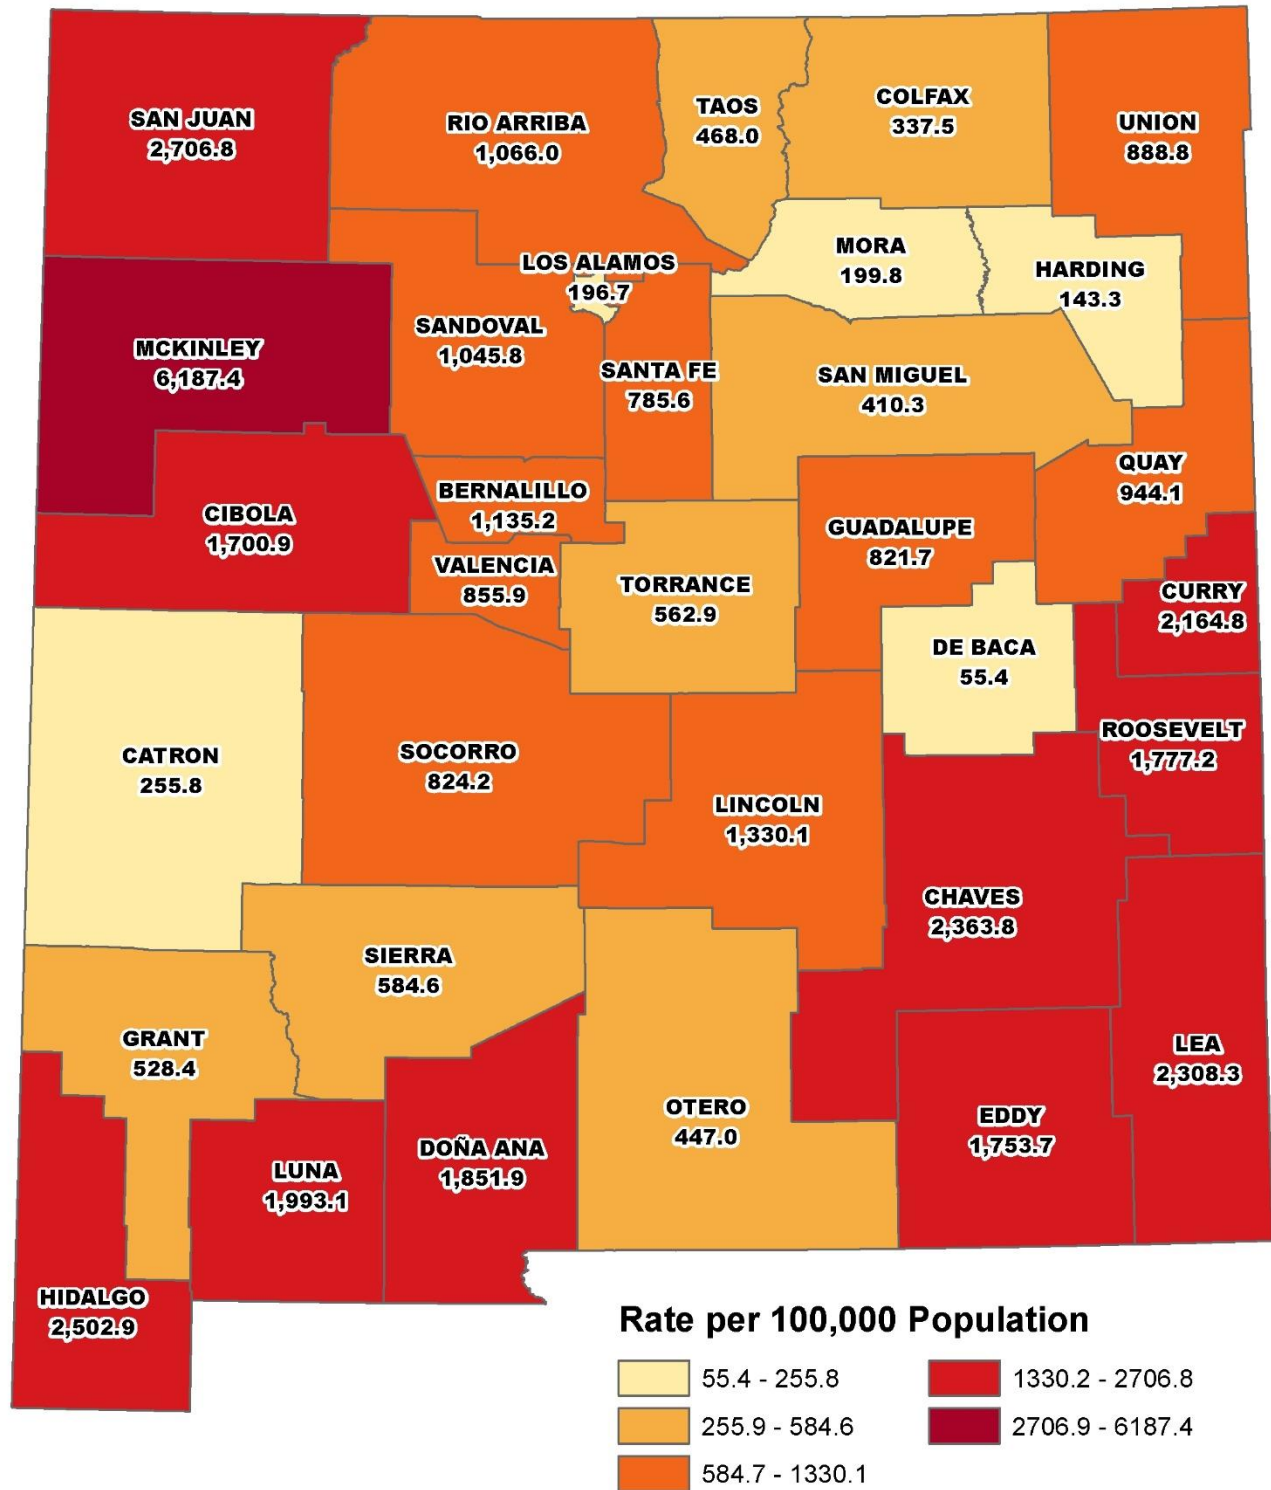 SAN JUAN
2,706.8
RIO ARRIBA
1,066.0
TAOS
468.0
COLFAX
337.5
UNION
888.8
LOS ALAMOS
196.7
MORA
199.8
HARDING
143.3
MCKINLEY
6,187.4
SANDOVAL
1,045.8
SANTA FE
785.6
SAN MIGUEL
410.3
QUAY
944.1
CIBOLA
1,700.9
BERNALILLO
1,135.2
VALENCIA
855.9
TORRANCE
562.9
GUADALUPE
821.7
CURRY
2,164.8
DE BACA
55.4
ROOSEVELT
1,777.2
CATRON
255.8
SOCORRO
824.2
LINCOLN
1,330.1
CHAVES
2,363.8
SIERRA
584.6
GRANT
528.4
OTERO
447.0
LEA
2,308.3
EDDY
1,753.7
DOÑA ANA
1,851.9
LUNA
1,993.1
HIDALGO
2,502.9
Rate per 100,000 Population
55.4 - 255.8
255.9 - 584.6
584.7 - 1330.1
1330.2 - 2706.8
2706.9 - 6187.4